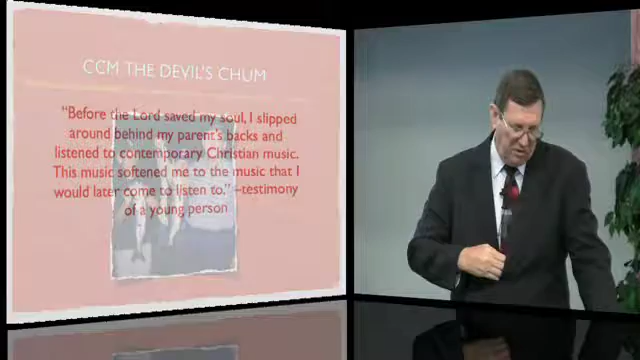 CCM THE DEVIL'S CHUM
“Before the Lord saved my soul, I slipped
around behind my parent's backs and
listened to contemporary Christian music.
This music softened me to the music that I
would later come to listen to.” –testimony
of a young person